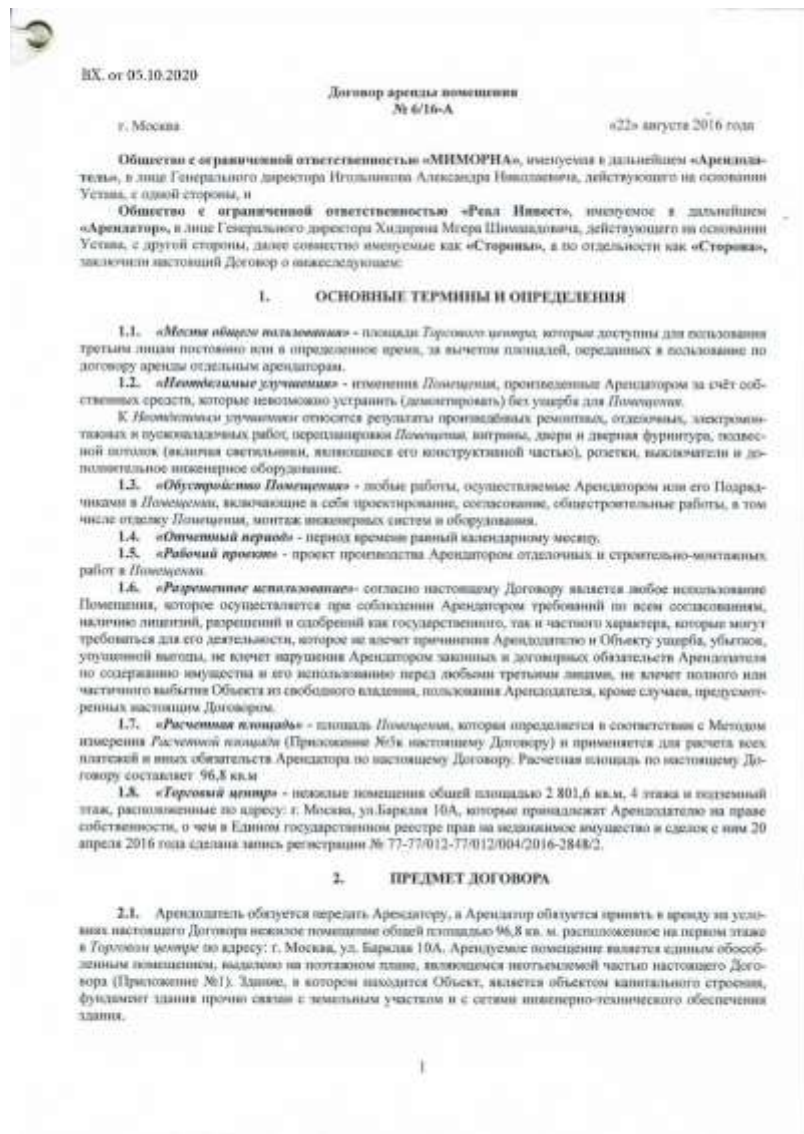 ВХ. от 05.10.2020
Договор аренды помещения
№ 6/16-А
г. Москва «22» августа 2016 года
Общество с ограниченной ответственностью «МИМОРНА», именуемая в дальнейшем «Арендода-
тель», в лице Генерального директора Игольникова Александра Николаевича, действующего на основании
Устава, с одной стороны, и
Общество с ограниченной ответственностью «Реал Инвест», именуемое в дальнейшем
«Арендатор», в лице Генерального директора Хидирян Мгера Шимшадовича, действующего на основании
Устава, с другой стороны, далее совместно именуемые как «Стороны», а по отдельности как «Сторона»,
заключили настоящий Договор о нижеследующем:
1. ОСНОВНЫЕ ТЕРМИНЫ И ОПРЕДЕЛЕНИЯ
1.1. «Места общего пользования» - площади Торгового центра, которые доступны для пользования
третьим лицам постоянно или в определенное время, за вычетом площадей, переданных в пользование по
договору аренды отдельным арендаторам.
1.2. «Неотделимые улучшения» - изменения Помещения, произведенные Арендатором за счёт соб-
ственных средств, которые невозможно устранить (демонтировать) без ущерба для Помещения.
К Неотделимым улучшениям относятся результаты произведённых ремонтных, отделочных, электромон-
тажных и пусконаладочных работ, перепланировки Помещения, витрины, двери и дверная фурнитура, подвес-
ной потолок (включая светильники, являющиеся его конструктивной частью), розетки, выключатели и до-
полнительное инженерное оборудование.
1.3. «Обустройство Помещения» - любые работы, осуществляемые Арендатором или его Подряд-
чиками в Помещении, включающие в себя проектирование, согласование, общестроительные работы, в том
числе отделку Помещения, монтаж инженерных систем и оборудования.
1.4. «Отчетный период» - период времени равный календарному месяцу.
1.5. «Рабочий проект» - проект производства Арендатором отделочных и строительно-монтажных
работ в Помещении.
1.6. «Разрешенное использование»- согласно настоящему Договору является любое использование
Помещения, которое осуществляется при соблюдении Арендатором требований по всем согласованиям,
наличию лицензий, разрешений и одобрений как государственного, так и частного характера, которые могут
требоваться для его деятельности, которое не влечет причинения Арендодателю и Объекту ущерба, убытков,
упущенной выгоды, не влечет нарушения Арендатором законных и договорных обязательств Арендодателя
по содержанию имущества и его использованию перед любыми третьими лицами, не влечет полного или
частичного выбытия Объекта из свободного владения, пользования Арендодателя, кроме случаев, предусмот-
ренных настоящим Договором.
1.7. «Расчетная площадь» - площадь Помещения, которая определяется в соответствии с Методом
измерения Расчетной площади (Приложение №5к настоящему Договору) и применяется для расчета всех
платежей и иных обязательств Арендатора по настоящему Договору. Расчетная площадь по настоящему До-
говору составляет 96,8 кв.м
1.8. «Торговый центр» - нежилые помещения общей площадью 2 801,6 кв.м, 4 этажа и подземный
этаж, расположенные по адресу: г. Москва, ул.Барклая 10А, которые принадлежат Арендодателю на праве
собственности, о чем в Едином государственном реестре прав на недвижимое имущество и сделок с ним 20
апреля 2016 года сделана запись регистрации № 77-77/012-77/012/004/2016-2848/2.
2. ПРЕДМЕТ ДОГОВОРА
2.1. Арендодатель обязуется передать Арендатору, а Арендатор обязуется принять в аренду на усло-
виях настоящего Договора нежилое помещение общей площадью 96,8 кв. м. расположенное на первом этаже
в Торговом центре по адресу: г. Москва, ул. Барклая 10А. Арендуемое помещение является единым обособ-
ленным помещением, выделено на поэтажном плане, являющемся неотъемлемой частью настоящего Дого-
вора (Приложение №1). Здание, в котором находится Объект, является объектом капитального строения,
фундамент здания прочно связан с земельным участком и с сетями инженерно-технического обеспечения
здания.
1